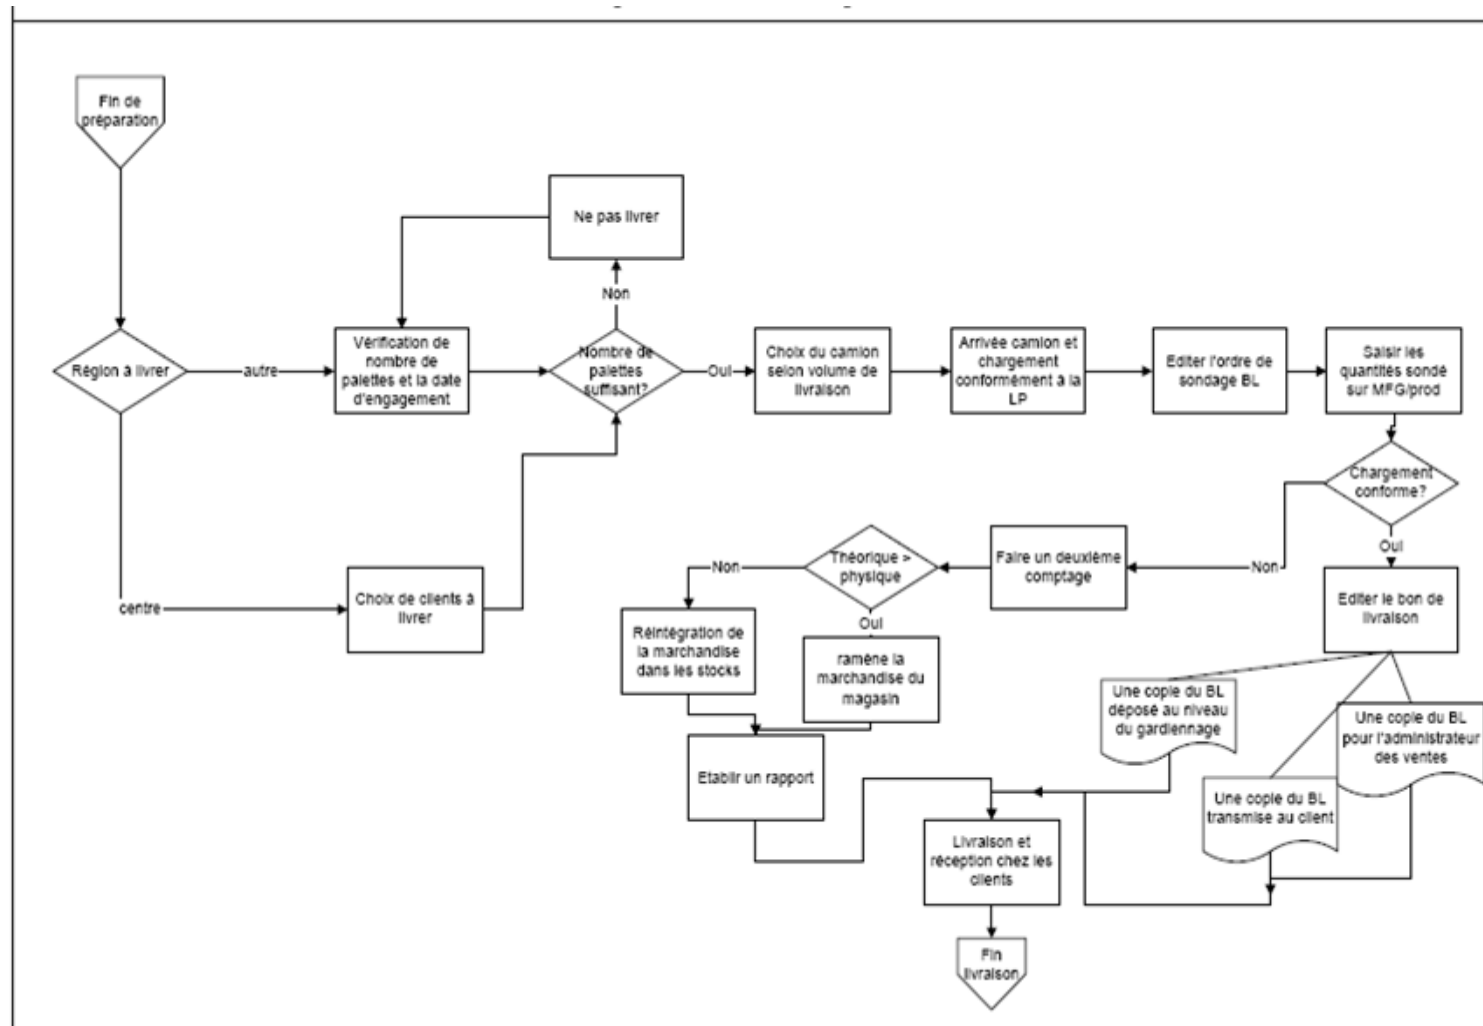 Fin de
préparation
Ne pas livrer
Non
Région à livrer
autre
Vérification de
nombre de
palettes et la date
d'engagement
Nombre de
palettes
suffisant?
Oui
Choix du camion
selon volume de
livraison
Arrivée camion et
chargement
conformément à la
LP
Editer l'ordre de
sondage BL
Saisir les
quantités sondé
sur MFG/prod
Chargement
conforme?
Oui
Non
Faire un deuxième
comptage
Théorique >
physique
Non
Oui
centre
Choix de clients à
livrer
Réintégration de
la marchandise
dans les stocks
ramène la
marchandise du
magasin
Editer le bon de
livraison
Une copie du BL
déposé au niveau
du gardiennage
Une copie du BL
pour l'administrateur
des ventes
Une copie du BL
transmise au client
Etablir un rapport
Livraison et
réception chez les
clients
Fin
livraison